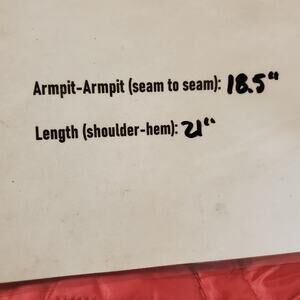 Armpit-Armpit (seam to seam): 18.5"
Length (shoulder-hem): 21"